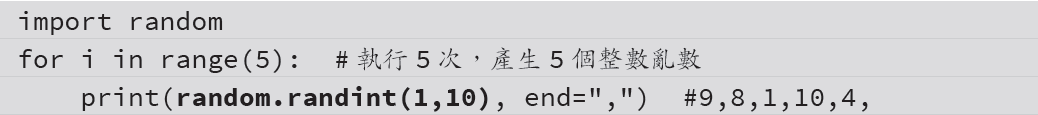 import random
for i in range(5):  # 執行 5 次，產生 5 個整數亂數
    print(random.randint(1,10), end=",")  #9,8,1,10,4,